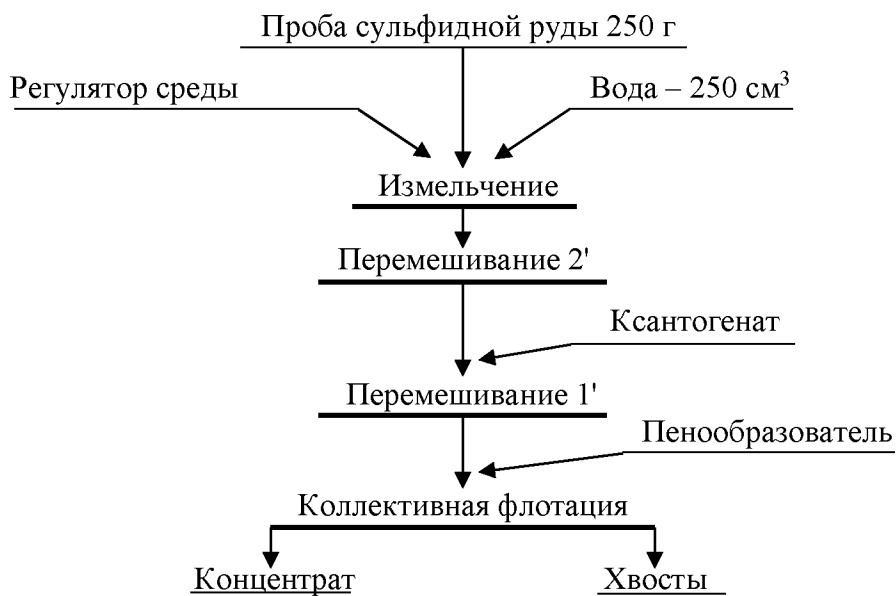 Проба сульфидной руды 250 г
Регулятор среды
Вода – 250 см³
Измельчение
Перемешивание 2'
Ксантогенат
Перемешивание 1'
Пенообразователь
Коллективная флотация
Концентрат
Хвосты